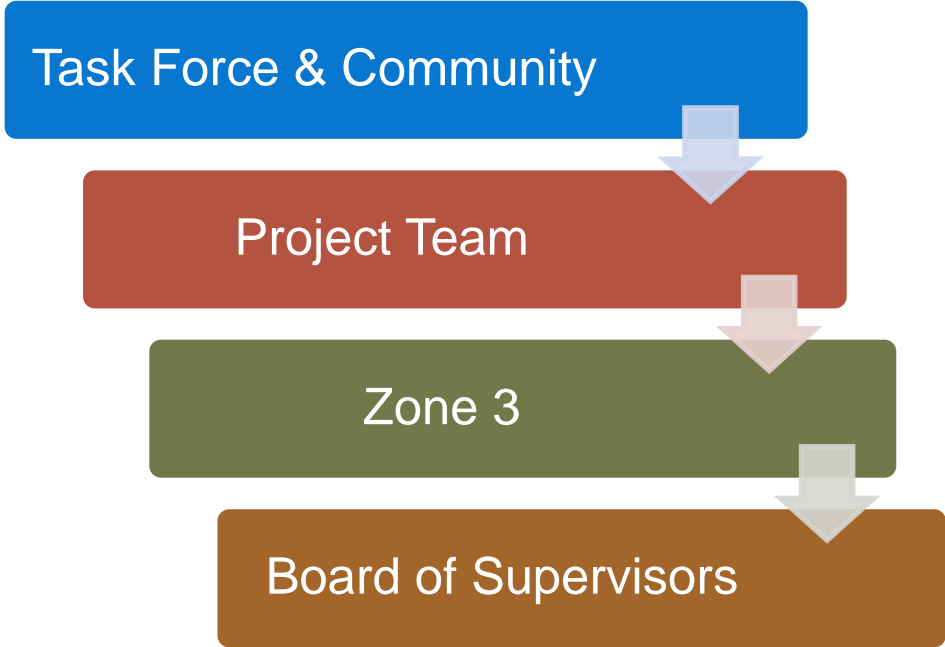 Task Force & Community
Project Team
Zone 3
Board of Supervisors